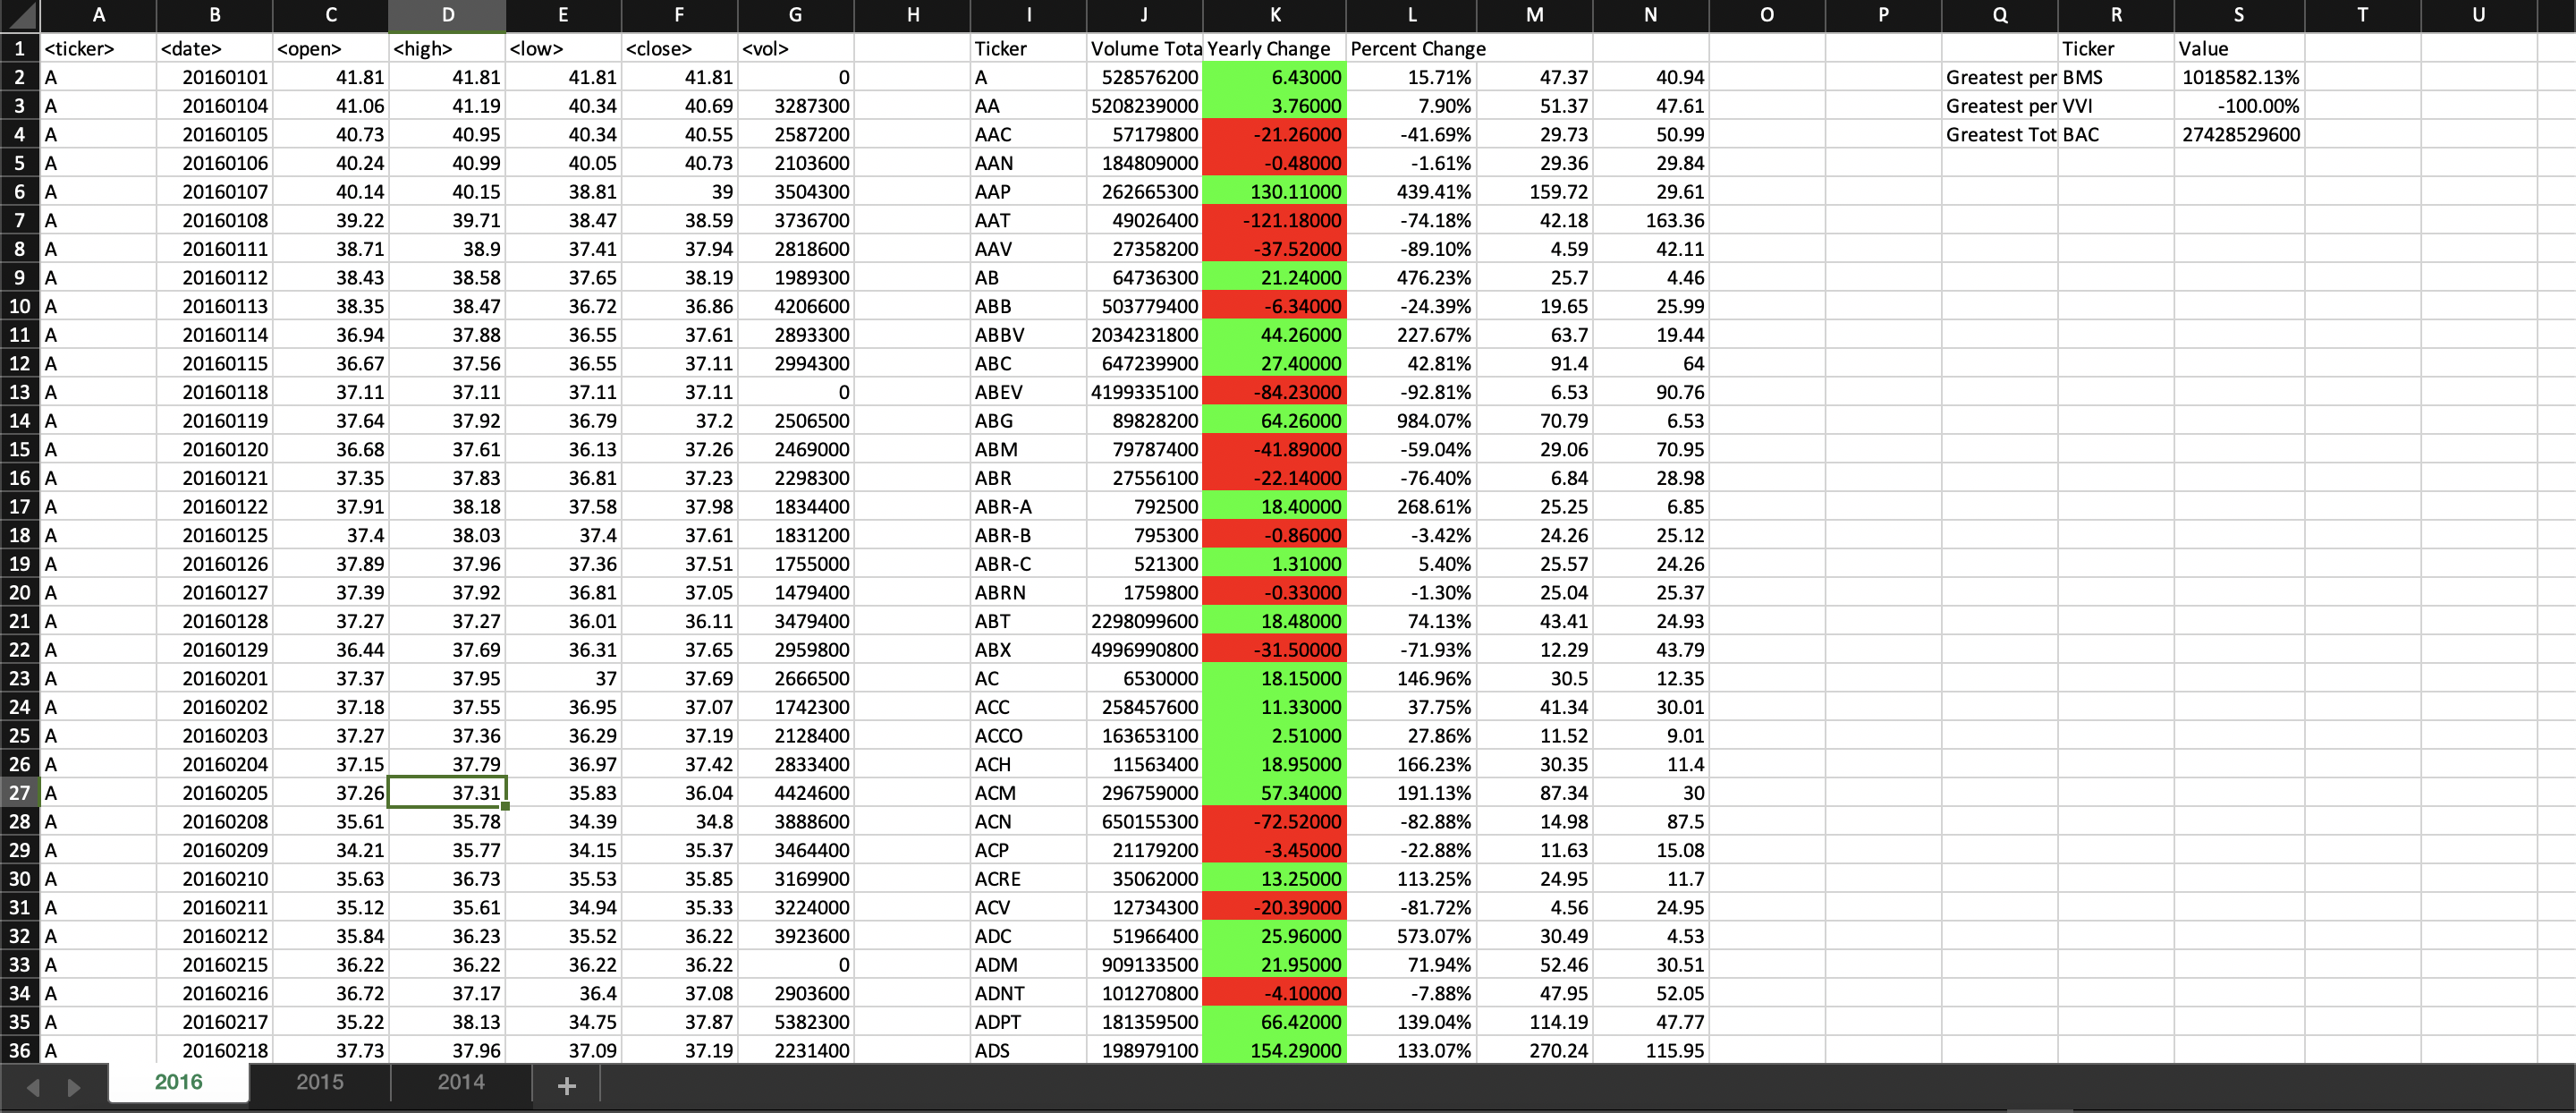 A B C D E F G H I J K L M N O P Q R S T U
1 <ticker> <date> <open> <high> <low> <close> <vol> Ticker Volume Tota Yearly Change Percent Change Ticker Value
2 A 20160101 41.81 41.81 41.81 41.81 0 A 528576200 6.43000 15.71% 47.37 40.94 Greatest per BMS 1018582.13%
3 A 20160104 41.06 41.19 40.34 40.69 3287300 AA 5208239000 3.76000 7.90% 51.37 47.61 Greatest per VVI -100.00%
4 A 20160105 40.73 40.95 40.34 40.55 2587200 AAC 57179800 -21.26000 -41.69% 29.73 50.99 Greatest Tot BAC 27428529600
5 A 20160106 40.24 40.99 40.05 40.73 2103600 AAN 184809000 -0.48000 -1.61% 29.36 29.84
6 A 20160107 40.14 40.15 38.81 39 3504300 AAP 262665300 130.11000 439.41% 159.72 29.61
7 A 20160108 39.22 39.71 38.47 38.59 3736700 AAT 49026400 -121.18000 -74.18% 42.18 163.36
8 A 20160111 38.71 38.9 37.41 37.94 2818600 AAV 27358200 -37.52000 -89.10% 4.59 42.11
9 A 20160112 38.43 38.58 37.65 38.19 1989300 AB 64736300 21.24000 476.23% 25.7 4.46
10 A 20160113 38.35 38.47 36.72 36.86 4206600 ABB 503779400 -6.34000 -24.39% 19.65 25.99
11 A 20160114 36.94 37.88 36.55 37.61 2893300 ABBV 2034231800 44.26000 227.67% 63.7 19.44
12 A 20160115 36.67 37.56 36.55 37.11 2994300 ABC 647239900 27.40000 42.81% 91.4 64
13 A 20160118 37.11 37.11 37.11 37.11 0 ABEV 4199335100 -84.23000 -92.81% 6.53 90.76
14 A 20160119 37.64 37.92 36.79 37.2 2506500 ABG 89828200 64.26000 984.07% 70.79 6.53
15 A 20160120 36.68 37.61 36.13 37.26 2469000 ABM 79787400 -41.89000 -59.04% 29.06 70.95
16 A 20160121 37.35 37.83 36.81 37.23 2298300 ABR 27556100 -22.14000 -76.40% 6.84 28.98
17 A 20160122 37.91 38.18 37.58 37.98 1834400 ABR-A 792500 18.40000 268.61% 25.25 6.85
18 A 20160125 37.4 38.03 37.4 37.61 1831200 ABR-B 795300 -0.86000 -3.42% 24.26 25.12
19 A 20160126 37.89 37.96 37.36 37.51 1755000 ABR-C 521300 1.31000 5.40% 25.57 24.26
20 A 20160127 37.39 37.92 36.81 37.05 1479400 ABRN 1759800 -0.33000 -1.30% 25.04 25.37
21 A 20160128 37.27 37.27 36.01 36.11 3479400 ABT 2298099600 18.48000 74.13% 43.41 24.93
22 A 20160129 36.44 37.69 36.31 37.65 2959800 ABX 4996990800 -31.50000 -71.93% 12.29 43.79
23 A 20160201 37.37 37.95 37 37.69 2666500 AC 6530000 18.15000 146.96% 30.5 12.35
24 A 20160202 37.18 37.55 36.95 37.07 1742300 ACC 258457600 11.33000 37.75% 41.34 30.01
25 A 20160203 37.27 37.36 36.29 37.19 2128400 ACCO 163653100 2.51000 27.86% 11.52 9.01
26 A 20160204 37.15 37.79 36.97 37.42 2833400 ACH 11563400 18.95000 166.23% 30.35 11.4
27 A 20160205 37.26 37.31 35.83 36.04 4424600 ACM 296759000 57.34000 191.13% 87.34 30
28 A 20160208 35.61 35.78 34.39 34.8 3888600 ACN 650155300 -72.52000 -82.88% 14.98 87.5
29 A 20160209 34.21 35.77 34.15 35.37 3464400 ACP 21179200 -3.45000 -22.88% 11.63 15.08
30 A 20160210 35.63 36.73 35.53 35.85 3169900 ACRE 35062000 13.25000 113.25% 24.95 11.7
31 A 20160211 35.12 35.61 34.94 35.33 3224000 ACV 12734300 -20.39000 -81.72% 4.56 24.95
32 A 20160212 35.84 36.23 35.52 36.22 3923600 ADC 51966400 25.96000 573.07% 30.49 4.53
33 A 20160215 36.22 36.22 36.22 36.22 0 ADM 909133500 21.95000 71.94% 52.46 30.51
34 A 20160216 36.72 37.17 36.4 37.08 2903600 ADNT 101270800 -4.10000 -7.88% 47.95 52.05
35 A 20160217 35.22 38.13 34.75 37.87 5382300 ADPT 181359500 66.42000 139.04% 114.19 47.77
36 A 20160218 37.73 37.96 37.09 37.19 2231400 ADS 198979100 154.29000 133.07% 270.24 115.95
2016 2015 2014 +